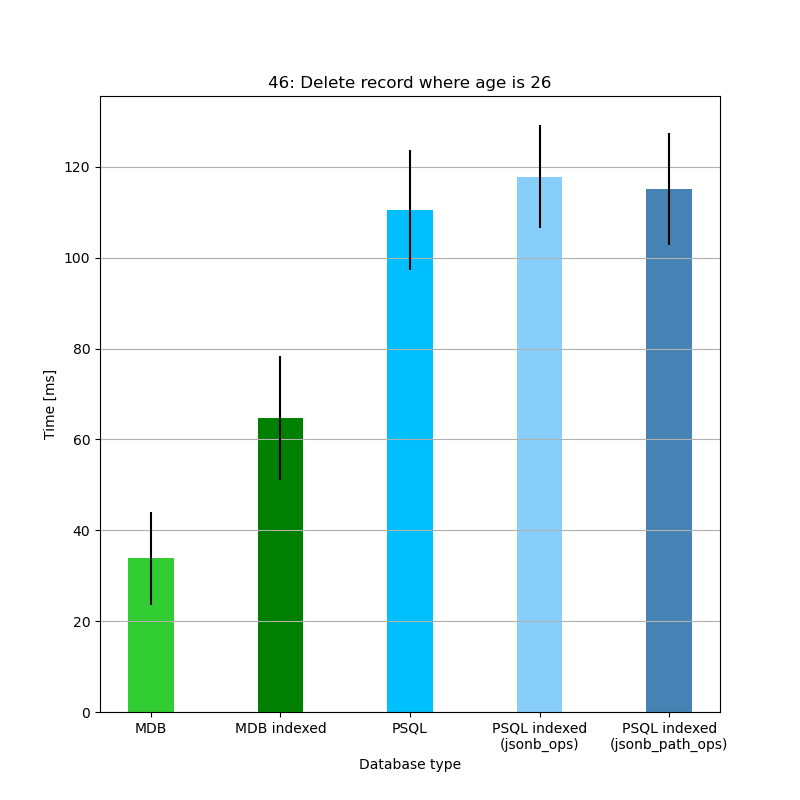 46: Delete record where age is 26
120
100
80
60
40
20
0
Time [ms]
MDB
MDB indexed
PSQL
PSQL indexed
(jsonb_ops)
PSQL indexed
(jsonb_path_ops)
Database type